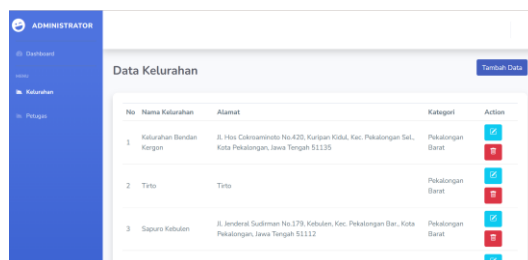 ADMINISTRATOR
Dashboard
MENU
Kelurahan
Petugas
Data Kelurahan
Tambah Data
No Nama Kelurahan Alamat Kategori Action
1 Kelurahan Bendan Kergon Jl. Hos Cokroaminoto No.420, Kuripan Kidul, Kec. Pekalongan Sel., Kota Pekalongan, Jawa Tengah 51135 Pekalongan Barat
2 Tirto Tirto Pekalongan Barat
3 Sapuro Kebulen Jl. Jenderal Sudirman No.179, Kebulen, Kec. Pekalongan Bar., Kota Pekalongan, Jawa Tengah 51112 Pekalongan Barat